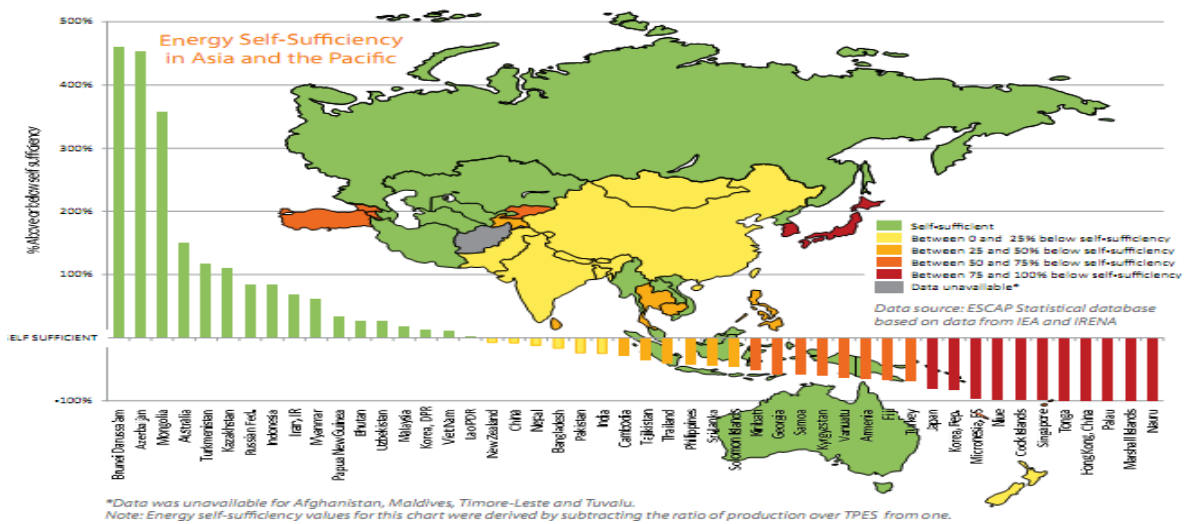 Energy Self-Sufficiency
in Asia and the Pacific
500%
400%
300%
200%
100%
ELF SUFFICIENT
-100%
% Above or below self sufficiency
Self-sufficient
Between 0 and 25% below self-sufficiency
Between 25 and 50% below self-sufficiency
Between 50 and 75% below self-sufficiency
Between 75 and 100% below self-sufficiency
Data unavailable*
Data source: ESCAP Statistical database
based on data from IEA and IRENA
Brunei Darussalam
Azerbaijan
Mongolia
Australia
Turkmenistan
Kazakhstan
Russian Fed.
Indonesia
Iran, IR
Myanmar
Papua New Guinea
Bhutan
Uzbekistan
Malaysia
Korea, DPR
Viet Nam
Lao PDR
New Zealand
China
Nepal
Bangladesh
Pakistan
India
Cambodia
Tajikistan
Thailand
Philippines
Sri Lanka
Solomon Islands
Kiribati
Georgia
Samoa
Kyrgyzstan
Vanuatu
Armenia
Fiji
Turkey
Japan
Korea, Rep.
Micronesia, FS
Niue
Cook Islands
Singapore
Tonga
Hong Kong, China
Palau
Marshall Islands
Nauru
*Data was unavailable for Afghanistan, Maldives, Timore-Leste and Tuvalu.
Note: Energy self-sufficiency values for this chart were derived by subtracting the ratio of production over TPES from one.